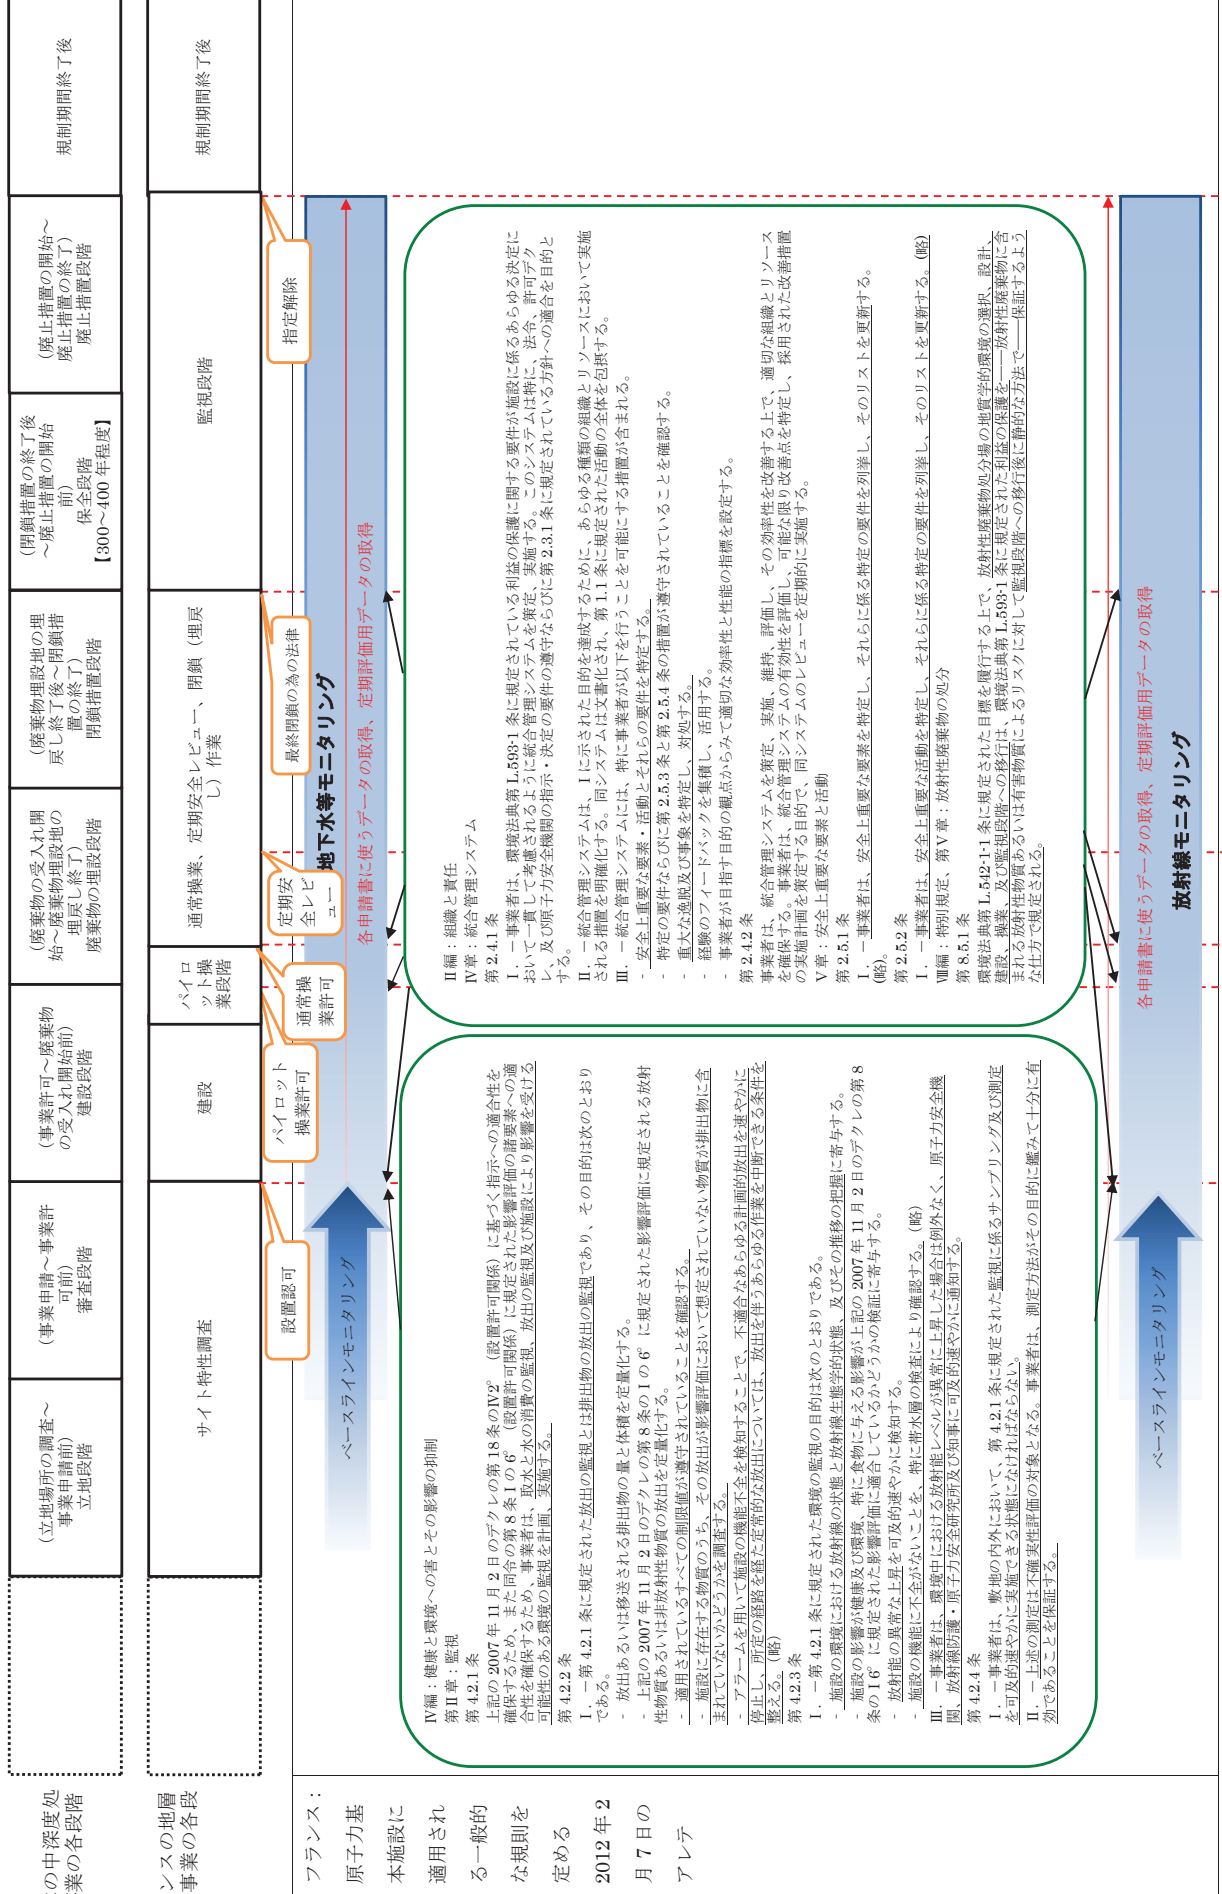 の中深度処
業の各段階
(立地場所の調査～
事業申請前)
立地段階
(事業申請～事業許
可前)
審査段階
(事業許可～廃棄物
の受入れ開始前)
建設段階
(廃棄物の受入れ開
始～廃棄物埋設地の
埋戻し終了)
廃棄物の埋設段階
(廃棄物埋設地の埋
戻し終了後～閉鎖措
置の終了)
閉鎖措置段階
(閉鎖措置の終了後
～廃止措置の開始
前)
保全段階
【300～400 年程度】
(廃止措置の開始～
廃止措置の終了)
廃止措置段階
規制期間終了後
ンスの地層
事業の各段
サイト特性調査
建設
パイロ
ット操
業段階
通常操業、定期安全レビュー、閉鎖（埋戻
し）作業
監視段階
規制期間終了後
設置認可
パイロット
操業許可
通常操
業許可
定期安
全レビ
ュー
最終閉鎖の為の法律
指定解除
フランス：
原子力基
本施設に
適用され
る一般的
な規則を
定める
2012 年 2
月 7 日の
アレテ
ベースラインモニタリング
地下水等モニタリング
各申請書に使うデータの取得、定期評価用データの取得
Ⅳ編：健康と環境への害とその影響の抑制
第Ⅱ章：監視
第 4.2.1 条
上記の 2007 年 11 月 2 日のデクレの第 18 条のⅣ2°（設置許可関係）に基づく指示への適合性を
確保するため、また同令の第 8 条Ⅰの 6°（設置許可関係）に規定された影響評価の諸要素への適
合性を確保するため、事業者は、取水と水の消費の監視、放出の監視及び施設により影響を受ける
可能性のある環境の監視を計画、実施する。
第 4.2.2 条
Ⅰ．－第 4.2.1 条に規定された放出の監視とは排出物の放出の監視であり、その目的は次のとおり
である。
- 放出あるいは移送される排出物の量と体積を定量化する。
- 上記の 2007 年 11 月 2 日のデクレの第 8 条のⅠの 6°に規定された影響評価に規定される放射
性物質あるいは非放射性物質の放出を定量化する。
- 適用されているすべての制限値が遵守されていることを確認する。
- 施設に存在する物質のうち、その放出が影響評価において想定されていない物質が排出物に含
まれていないかどうかを調査する。
- アラームを用いて施設の機能不全を検知することで、不適合なあらゆる計画的放出を速やかに
停止し、所定の経路を経た定常的な放出については、放出を伴うあらゆる作業を中断できる条件を
整える。（略）
第 4.2.3 条
Ⅰ．－第 4.2.1 条に規定された環境の監視の目的は次のとおりである。
- 施設の環境における放射線の状態と放射線生態学的状態、及びその推移の把握に寄与する。
- 施設の影響が健康及び環境、特に食物に与える影響が上記の 2007 年 11 月 2 日のデクレの第 8
条のⅠ6°に規定された影響評価に適合しているかどうかの検証に寄与する。
- 放射能の異常な上昇を可及的速やかに検知する。
- 施設の機能に不全がないことを、特に帯水層の検査により確認する。（略）
Ⅲ．－事業者は、環境中における放射能レベルが異常に上昇した場合は例外なく、原子力安全機
関、放射線防護・原子力安全研究所及び知事に可及的速やかに通知する。
第 4.2.4 条
Ⅰ．－事業者は、敷地の内外において、第 4.2.1 条に規定された監視に係るサンプリング及び測定
を可及的速やかに実施できる状態になければならない。
Ⅱ．－上述の測定は不確実性評価の対象となる。事業者は、測定方法がその目的に鑑みて十分に有
効であることを保証する。
Ⅱ編：組織と責任
Ⅳ章：統合管理システム
第 2.4.1 条
Ⅰ．－事業者は、環境法典第 L.593-1 条に規定されている利益の保護に関する要件が施設に係るあらゆる決定に
おいて一貫して考慮されるように統合管理システムを策定、実施する。このシステムは特に、法令、許可デク
レ、及び原子力安全機関の指示・決定の要件の遵守ならびに第 2.3.1 条に規定されている方針への適合を目的と
する。
Ⅱ．－統合管理システムは、Ⅰに示された目的を達成するために、あらゆる種類の組織とリソースにおいて実施
される措置を明確化する。同システムは文書化され、第 1.1 条に規定された活動の全体を包摂する。
Ⅲ．－統合管理システムには、特に事業者が以下を行うことを可能にする措置が含まれる。
- 安全上重要な要素・活動とそれらの要件を特定する。
- 特定の要件ならびに第 2.5.3 条と第 2.5.4 条の措置が遵守されていることを確認する。
- 重大な逸脱及び事象を特定し、対処する。
- 経験のフィードバックを集積し、活用する。
- 事業者が目指す目的の観点からみて適切な効率性と性能の指標を設定する。
第 2.4.2 条
事業者は、統合管理システムを策定、実施、維持、評価し、その効率性を改善する上で、適切な組織とリソース
を確保する。事業者は、統合管理システムの有効性を評価し、可能な限り改善点を特定し、採用された改善措置
の実施計画を策定する目的で、同システムのレビューを定期的に実施する。
Ⅴ章：安全上重要な要素と活動
第 2.5.1 条
Ⅰ．－事業者は、安全上重要な要素を特定し、それらに係る特定の要件を列挙し、そのリストを更新する。
(略)。
第 2.5.2 条
Ⅰ．－事業者は、安全上重要な活動を特定し、それらに係る特定の要件を列挙し、そのリストを更新する。(略)
Ⅷ編：特別規定、第Ⅴ章：放射性廃棄物の処分
第 8.5.1 条
環境法典第 L.542-1-1 条に規定された目標を履行する上で、放射性廃棄物処分場の地質学的環境の選択、設計、
建設、操業、及び監視段階への移行は、環境法典第 L.593-1 条に規定された利益の保護を――放射性廃棄物に含
まれる放射性物質あるいは有害物質によるリスクに対して監視段階への移行後に静的な方法で――保証するよう
な仕方で規定される。
ベースラインモニタリング
各申請書に使うデータの取得、定期評価用データの取得
放射線モニタリング